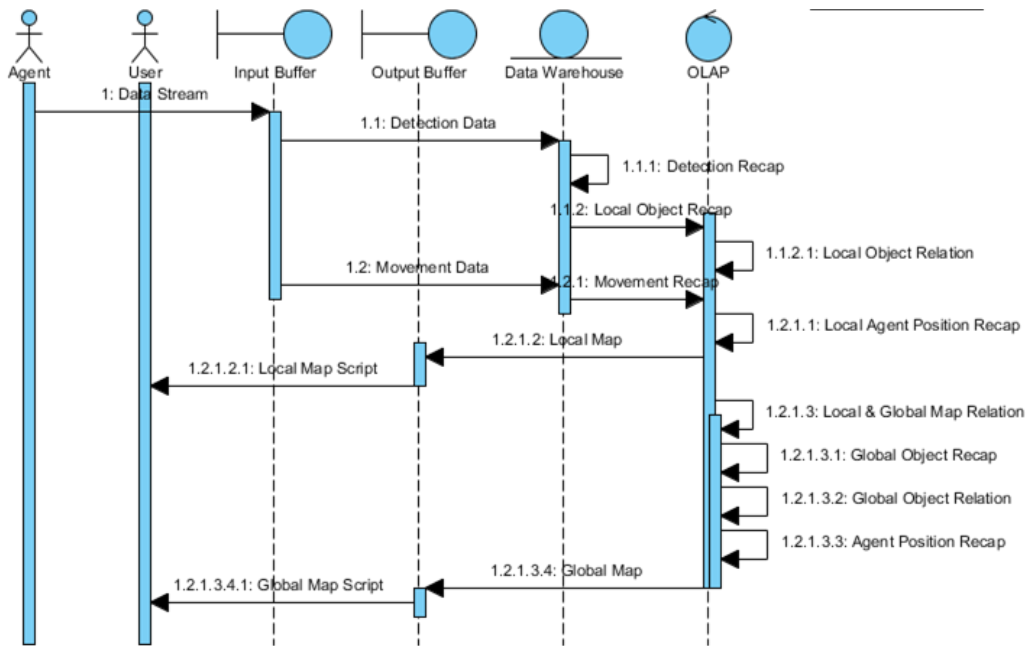 Agent
User
Input Buffer
Output Buffer
Data Warehouse
OLAP
1: Data Stream
1.1: Detection Data
1.1.1: Detection Recap
1.1.2: Local Object Recap
1.1.2.1: Local Object Relation
1.2: Movement Data
1.2.1: Movement Recap
1.2.1.1: Local Agent Position Recap
1.2.1.2: Local Map
1.2.1.2.1: Local Map Script
1.2.1.3: Local & Global Map Relation
1.2.1.3.1: Global Object Recap
1.2.1.3.2: Global Object Relation
1.2.1.3.3: Agent Position Recap
1.2.1.3.4: Global Map
1.2.1.3.4.1: Global Map Script